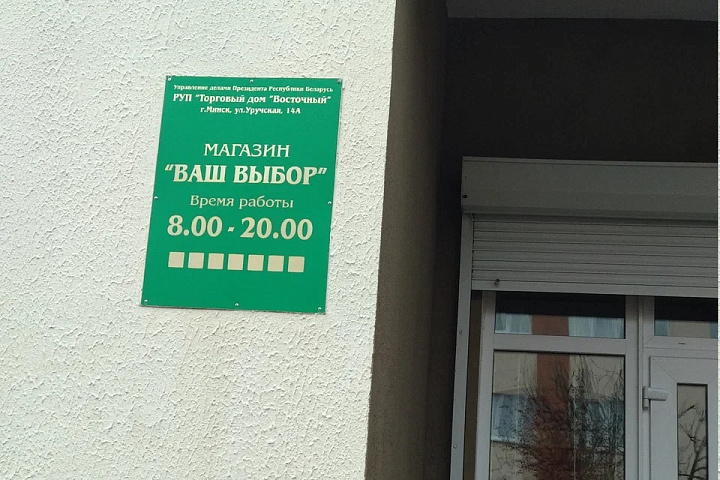 Управление делами Президента Республики Беларусь
РУП "Торговый дом "Восточный"
г.Минск, ул.Уручская, 14А
МАГАЗИН
"ВАШ ВЫБОР"
Время работы
8.00 - 20.00